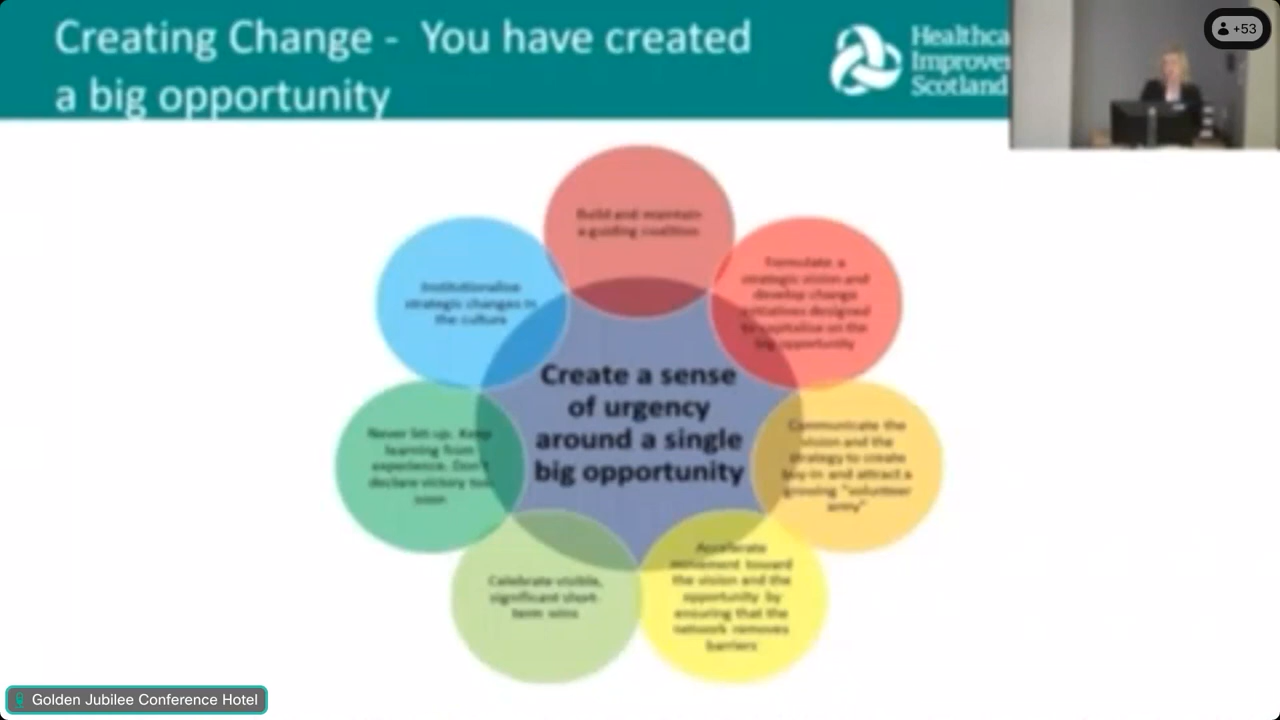 Creating Change - You have created
a big opportunity
Healthca
Improve
Scotland
+53
Build and maintain
a guiding coalition
Formulate a
strategic vision and
develop change
initiatives designed
to capitalise on the
big opportunity
Communicate the
vision and the
strategy to create
buy-in and attract a
growing "volunteer
army"
Accelerate
movement toward
the vision and the
opportunity by
ensuring that the
network removes
barriers
Celebrate visible,
significant short-
term wins
Never let up. Keep
learning from
experience. Don't
declare victory too
soon
Institutionalise
strategic changes in
the culture
Create a sense
of urgency
around a single
big opportunity
Golden Jubilee Conference Hotel